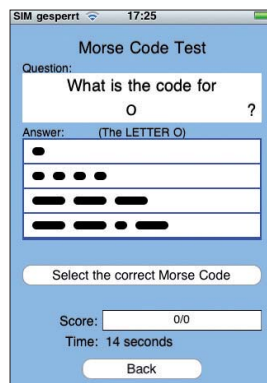 SIM gesperrt 17:25
Morse Code Test
Question:
What is the code for
O ?
Answer: (The LETTER O)
Select the correct Morse Code
Score: 0/0
Time: 14 seconds
Back